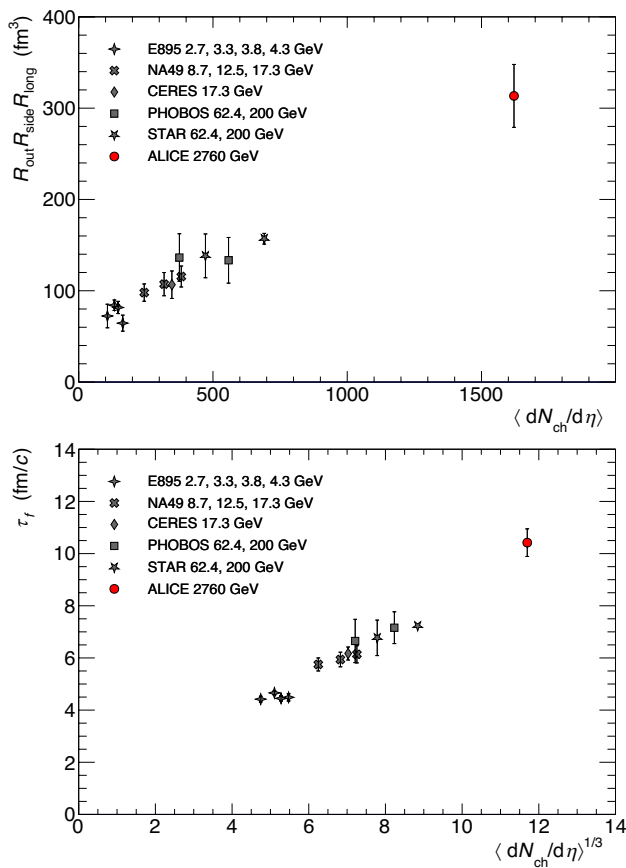 R_out R_side R_long (fm³)
400
300
200
100
0
E895 2.7, 3.3, 3.8, 4.3 GeV
NA49 8.7, 12.5, 17.3 GeV
CERES 17.3 GeV
PHOBOS 62.4, 200 GeV
STAR 62.4, 200 GeV
ALICE 2760 GeV
0 500 1000 1500
⟨ dN_ch/dη⟩
τ_f (fm/c)
14
12
10
8
6
4
2
0
E895 2.7, 3.3, 3.8, 4.3 GeV
NA49 8.7, 12.5, 17.3 GeV
CERES 17.3 GeV
PHOBOS 62.4, 200 GeV
STAR 62.4, 200 GeV
ALICE 2760 GeV
0 2 4 6 8 10 12 14
⟨ dN_ch/dη⟩^1/3